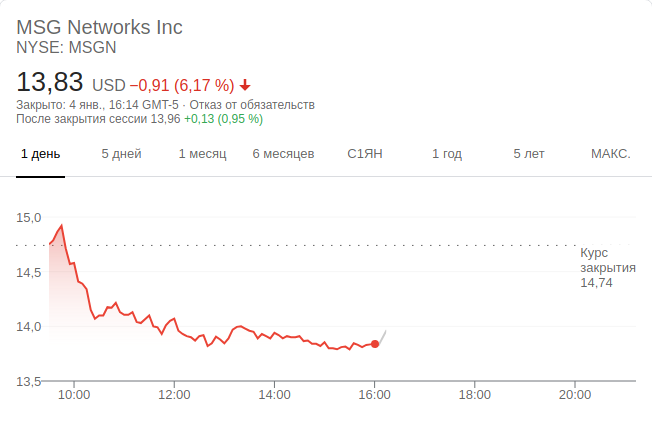 MSG Networks Inc
NYSE: MSGN
13,83 USD −0,91 (6,17 %)
Закрыто: 4 янв., 16:14 GMT-5 · Отказ от обязательств
После закрытия сессии 13,96 +0,13 (0,95 %)
1 день 5 дней 1 месяц 6 месяцев С1ЯН 1 год 5 лет МАКС.
15,0
Курс
закрытия
14,74
14,5
14,0
13,5
10:00 12:00 14:00 16:00 18:00 20:00